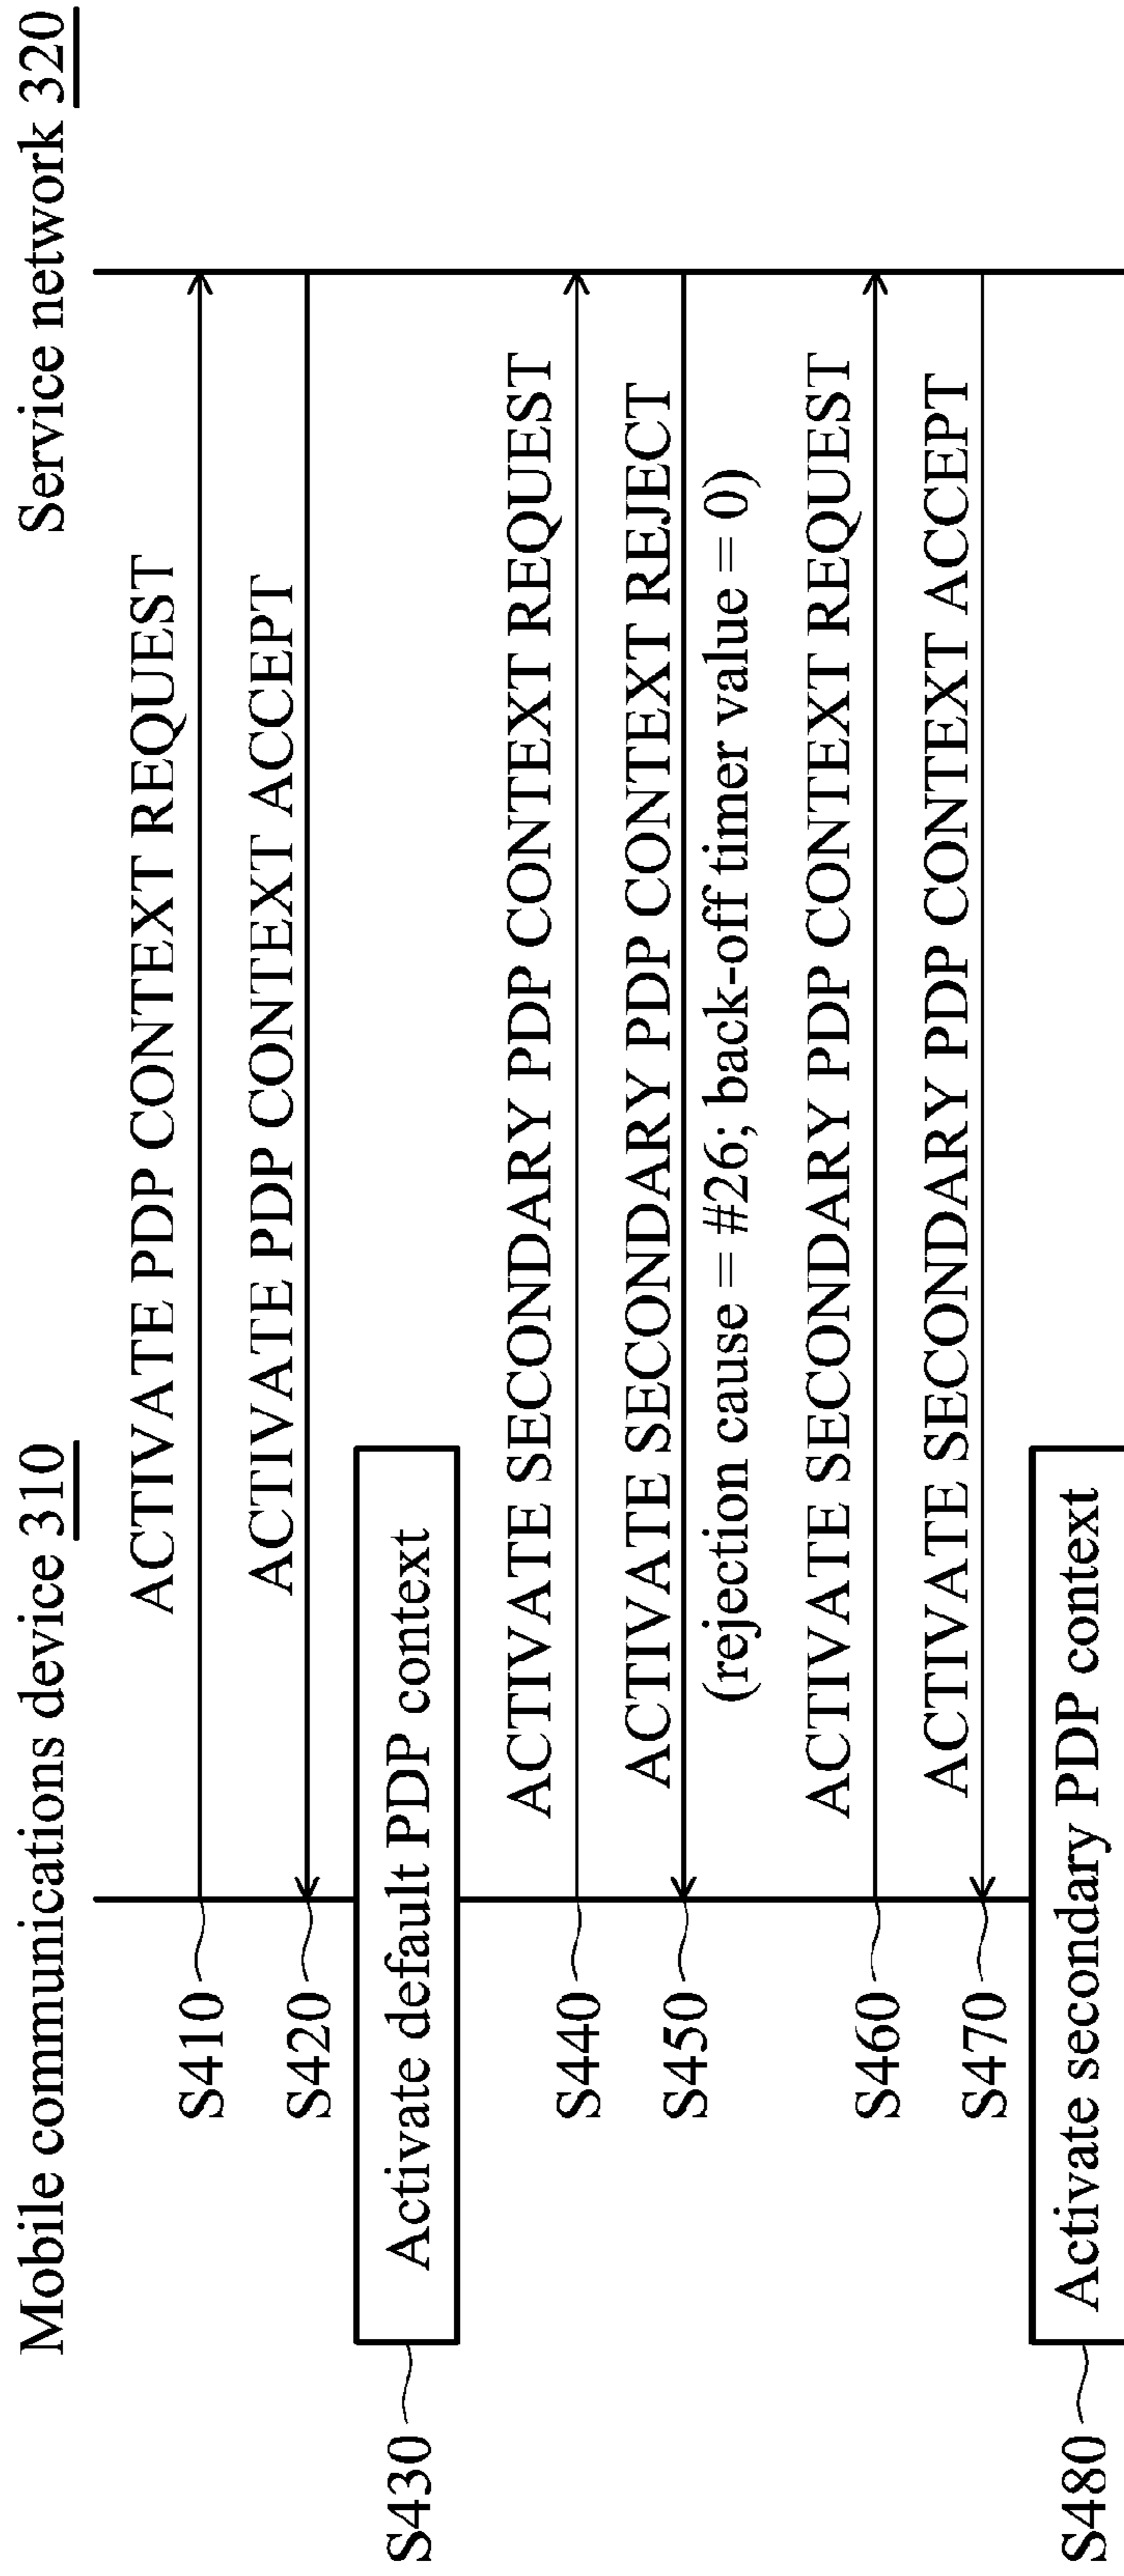 Mobile communications device 310
Service network 320
ACTIVATE PDP CONTEXT REQUEST
S410
ACTIVATE PDP CONTEXT ACCEPT
S420
S430
Activate default PDP context
ACTIVATE SECONDARY PDP CONTEXT REQUEST
S440
ACTIVATE SECONDARY PDP CONTEXT REJECT
S450
(rejection cause = #26; back-off timer value = 0)
ACTIVATE SECONDARY PDP CONTEXT REQUEST
S460
ACTIVATE SECONDARY PDP CONTEXT ACCEPT
S470
S480
Activate secondary PDP context